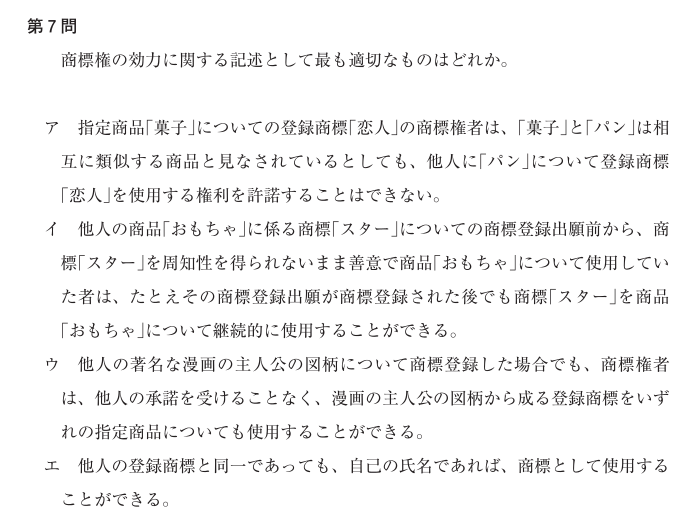 第7問
商標権の効力に関する記述として最も適切なものはどれか。
ア 指定商品「菓子」についての登録商標「恋人」の商標権者は、「菓子」と「パン」は相
互に類似する商品と見なされているとしても、他人に「パン」について登録商標
「恋人」を使用する権利を許諾することはできない。
イ 他人の商品「おもちゃ」に係る商標「スター」についての商標登録出願前から、商
標「スター」を周知性を得られないまま善意で商品「おもちゃ」について使用してい
た者は、たとえその商標登録出願が商標登録された後でも商標「スター」を商品
「おもちゃ」について継続的に使用することができる。
ウ 他人の著名な漫画の主人公の図柄について商標登録した場合でも、商標権者
は、他人の承諾を受けることなく、漫画の主人公の図柄から成る登録商標をいず
れの指定商品についても使用することができる。
エ 他人の登録商標と同一であっても、自己の氏名であれば、商標として使用する
ことができる。